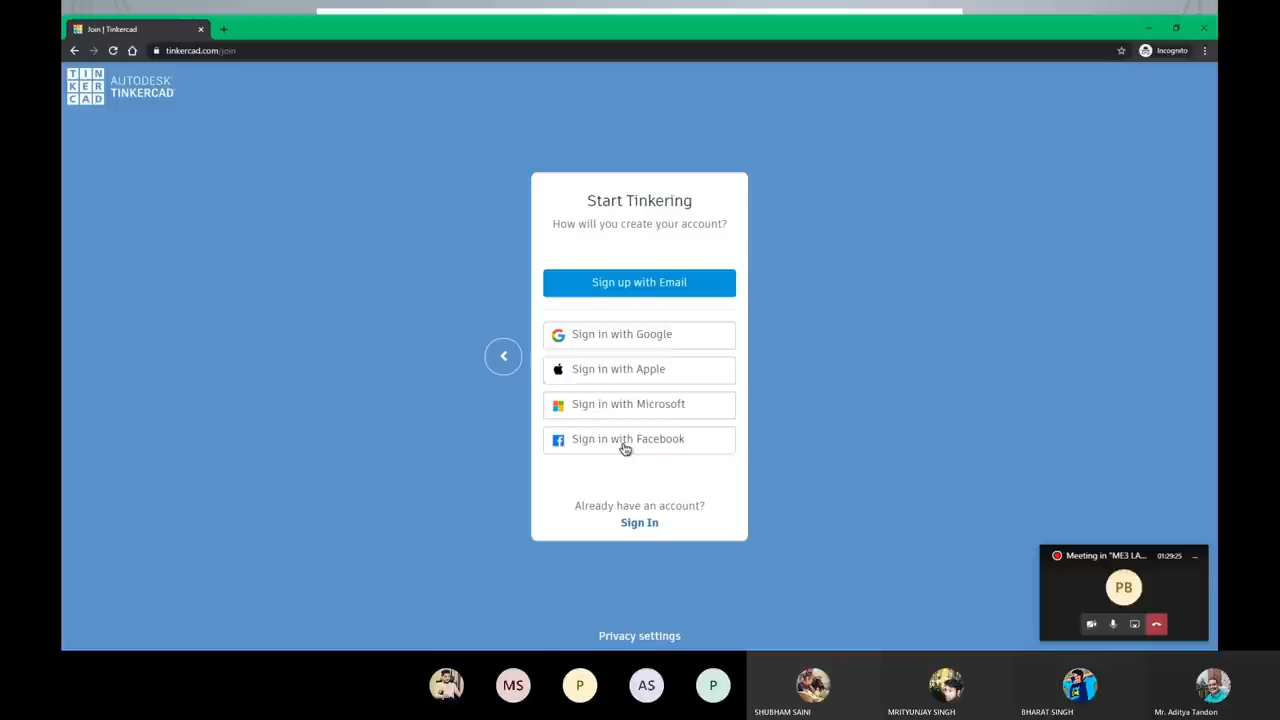 Join | Tinkercad
tinkercad.com/join
Incognito
TIN
KER
CAD
AUTODESK
TINKERCAD
Start Tinkering
How will you create your account?
Sign up with Email
Sign in with Google
Sign in with Apple
Sign in with Microsoft
Sign in with Facebook
Already have an account?
Sign In
Privacy settings
Meeting in "ME3 LA... 01:29:25
PB
MS
P
AS
P
SHUBHAM SAINI
MRITYUNJAY SINGH
BHARAT SINGH
Mr. Aditya Tandon